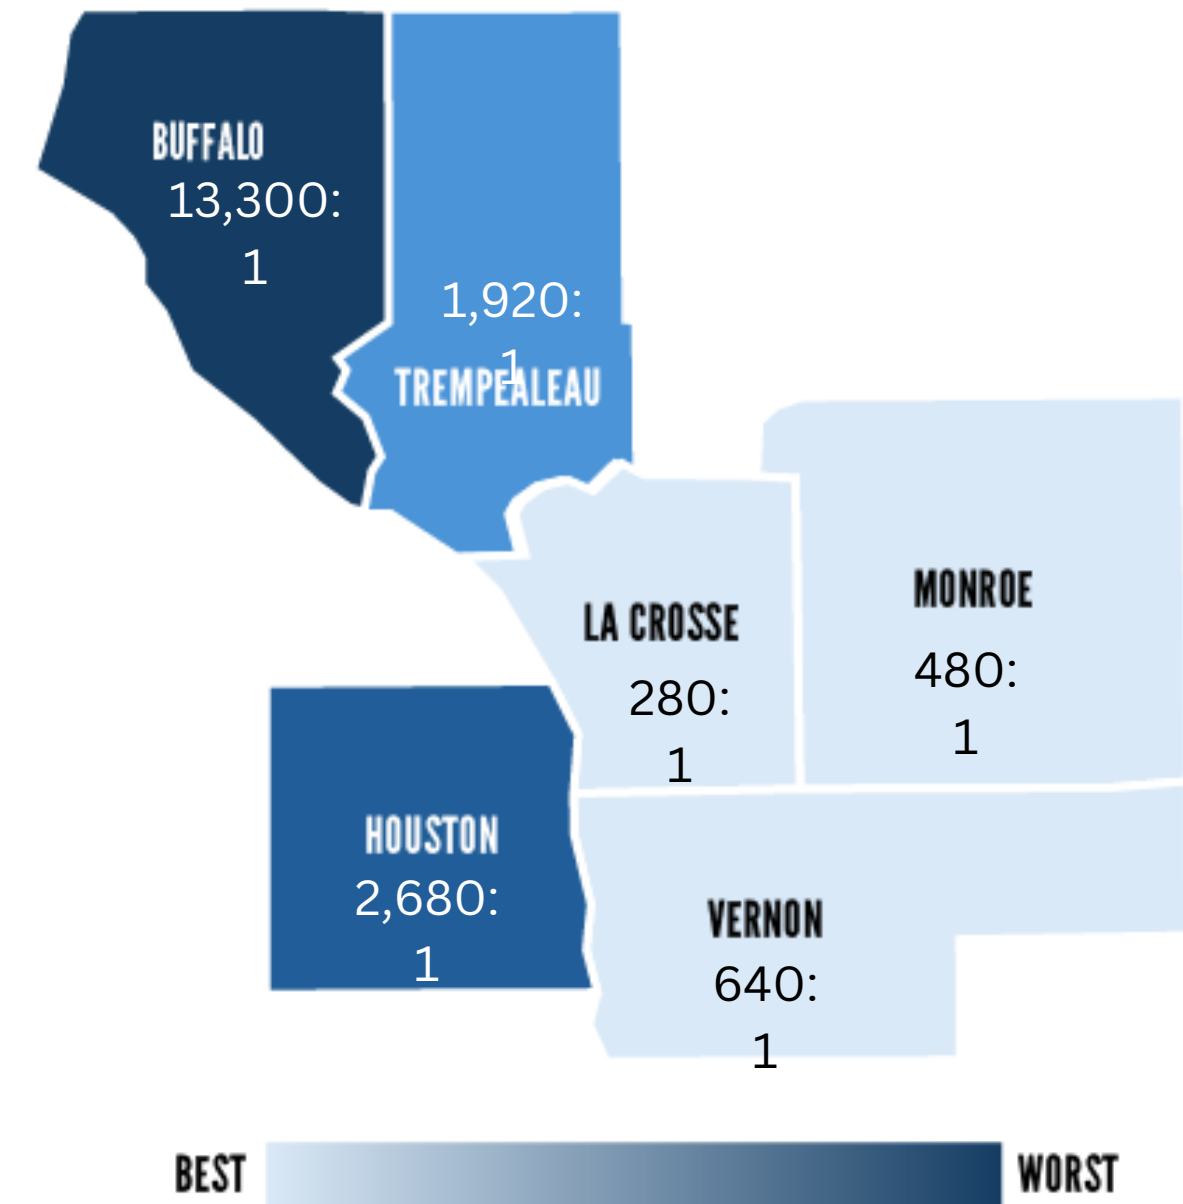 BUFFALO
13,300:
1
1,920:
1
TREMPEALEAU
LA CROSSE
280:
1
MONROE
480:
1
HOUSTON
2,680:
1
VERNON
640:
1
BEST
WORST